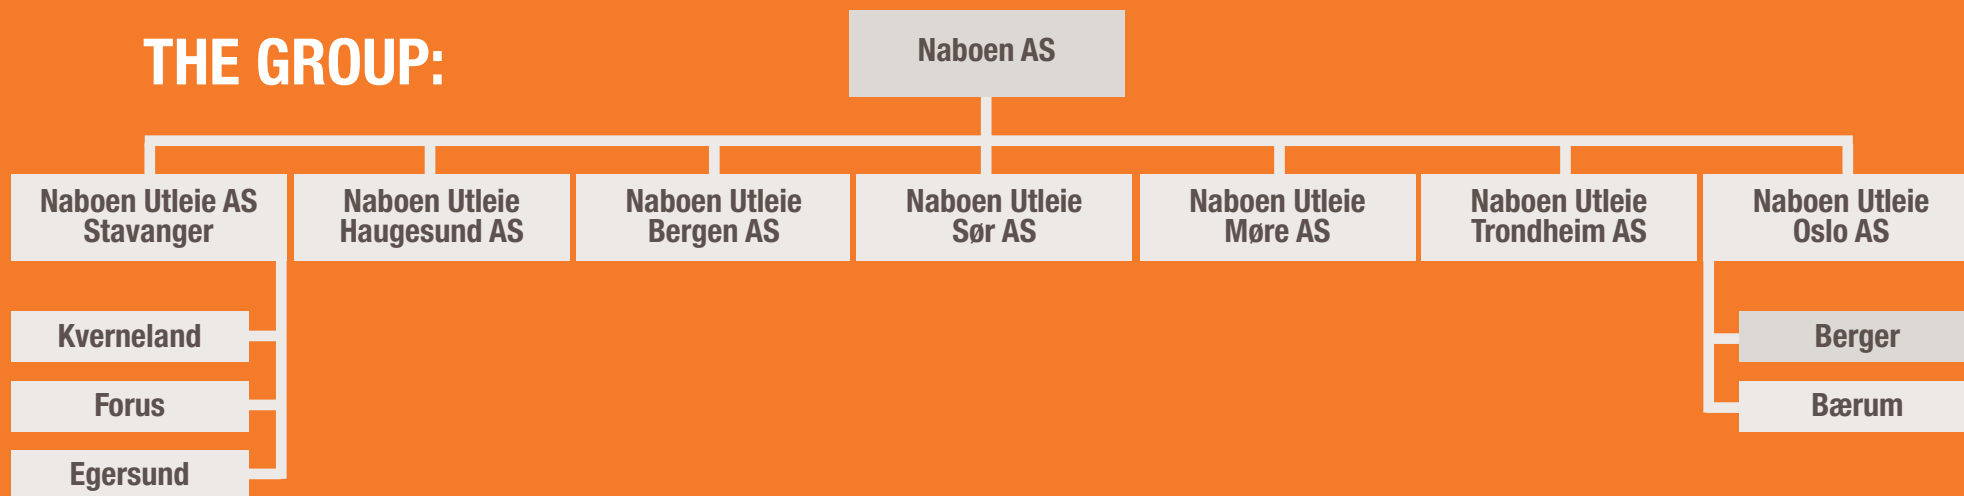 THE GROUP:
Naboen AS
Naboen Utleie AS
Stavanger
Naboen Utleie
Haugesund AS
Naboen Utleie
Bergen AS
Naboen Utleie
Sør AS
Naboen Utleie
Møre AS
Naboen Utleie
Trondheim AS
Naboen Utleie
Oslo AS
Kverneland
Forus
Egersund
Berger
Bærum